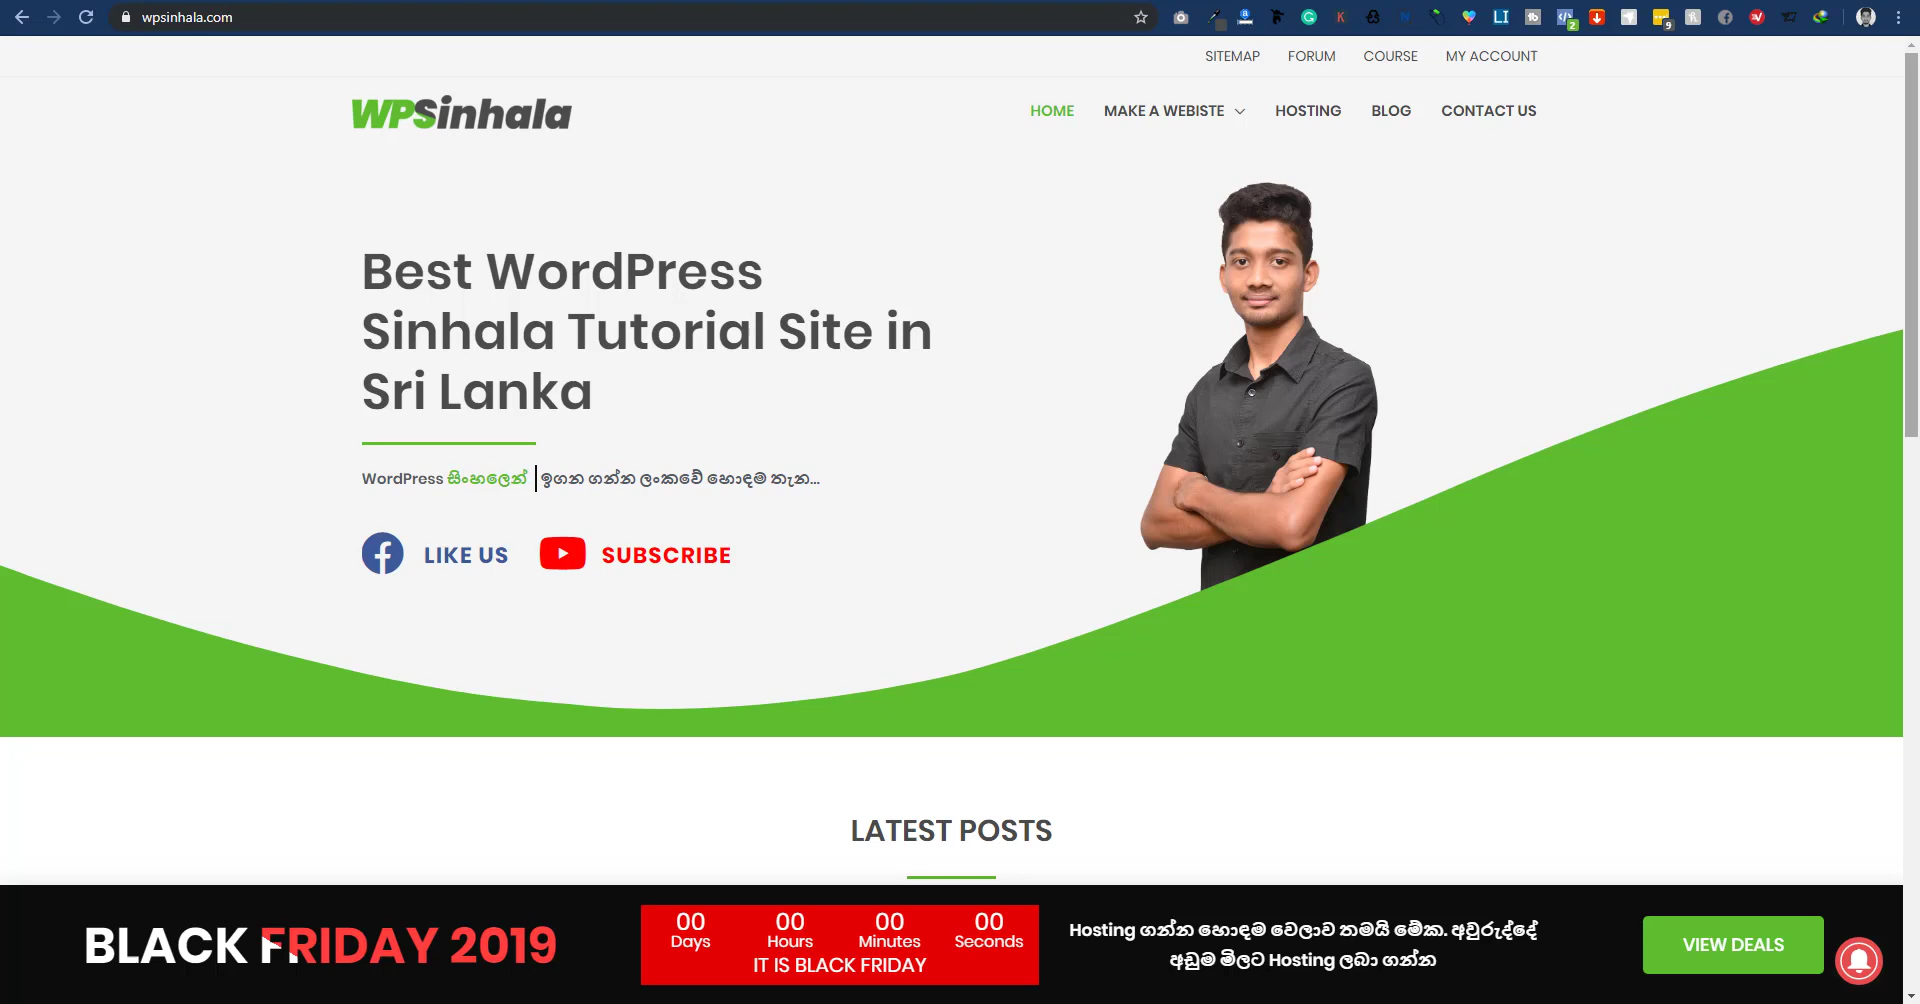 wpsinhala.com
SITEMAP FORUM COURSE MY ACCOUNT
WPSinhala
HOME MAKE A WEBISTE HOSTING BLOG CONTACT US
Best WordPress
Sinhala Tutorial Site in
Sri Lanka
WordPress සිංහලෙන් ඉගන ගන්න ලංකවේ හොඳම තැන...
LIKE US SUBSCRIBE
LATEST POSTS
BLACK FRIDAY 2019
00 00 00 00
Days Hours Minutes Seconds
IT IS BLACK FRIDAY
Hosting ගන්න හොඳම වෙලාව තමයි මේක. අවුරුද්දේ
අඩුම මිලට Hosting ලබා ගන්න
VIEW DEALS